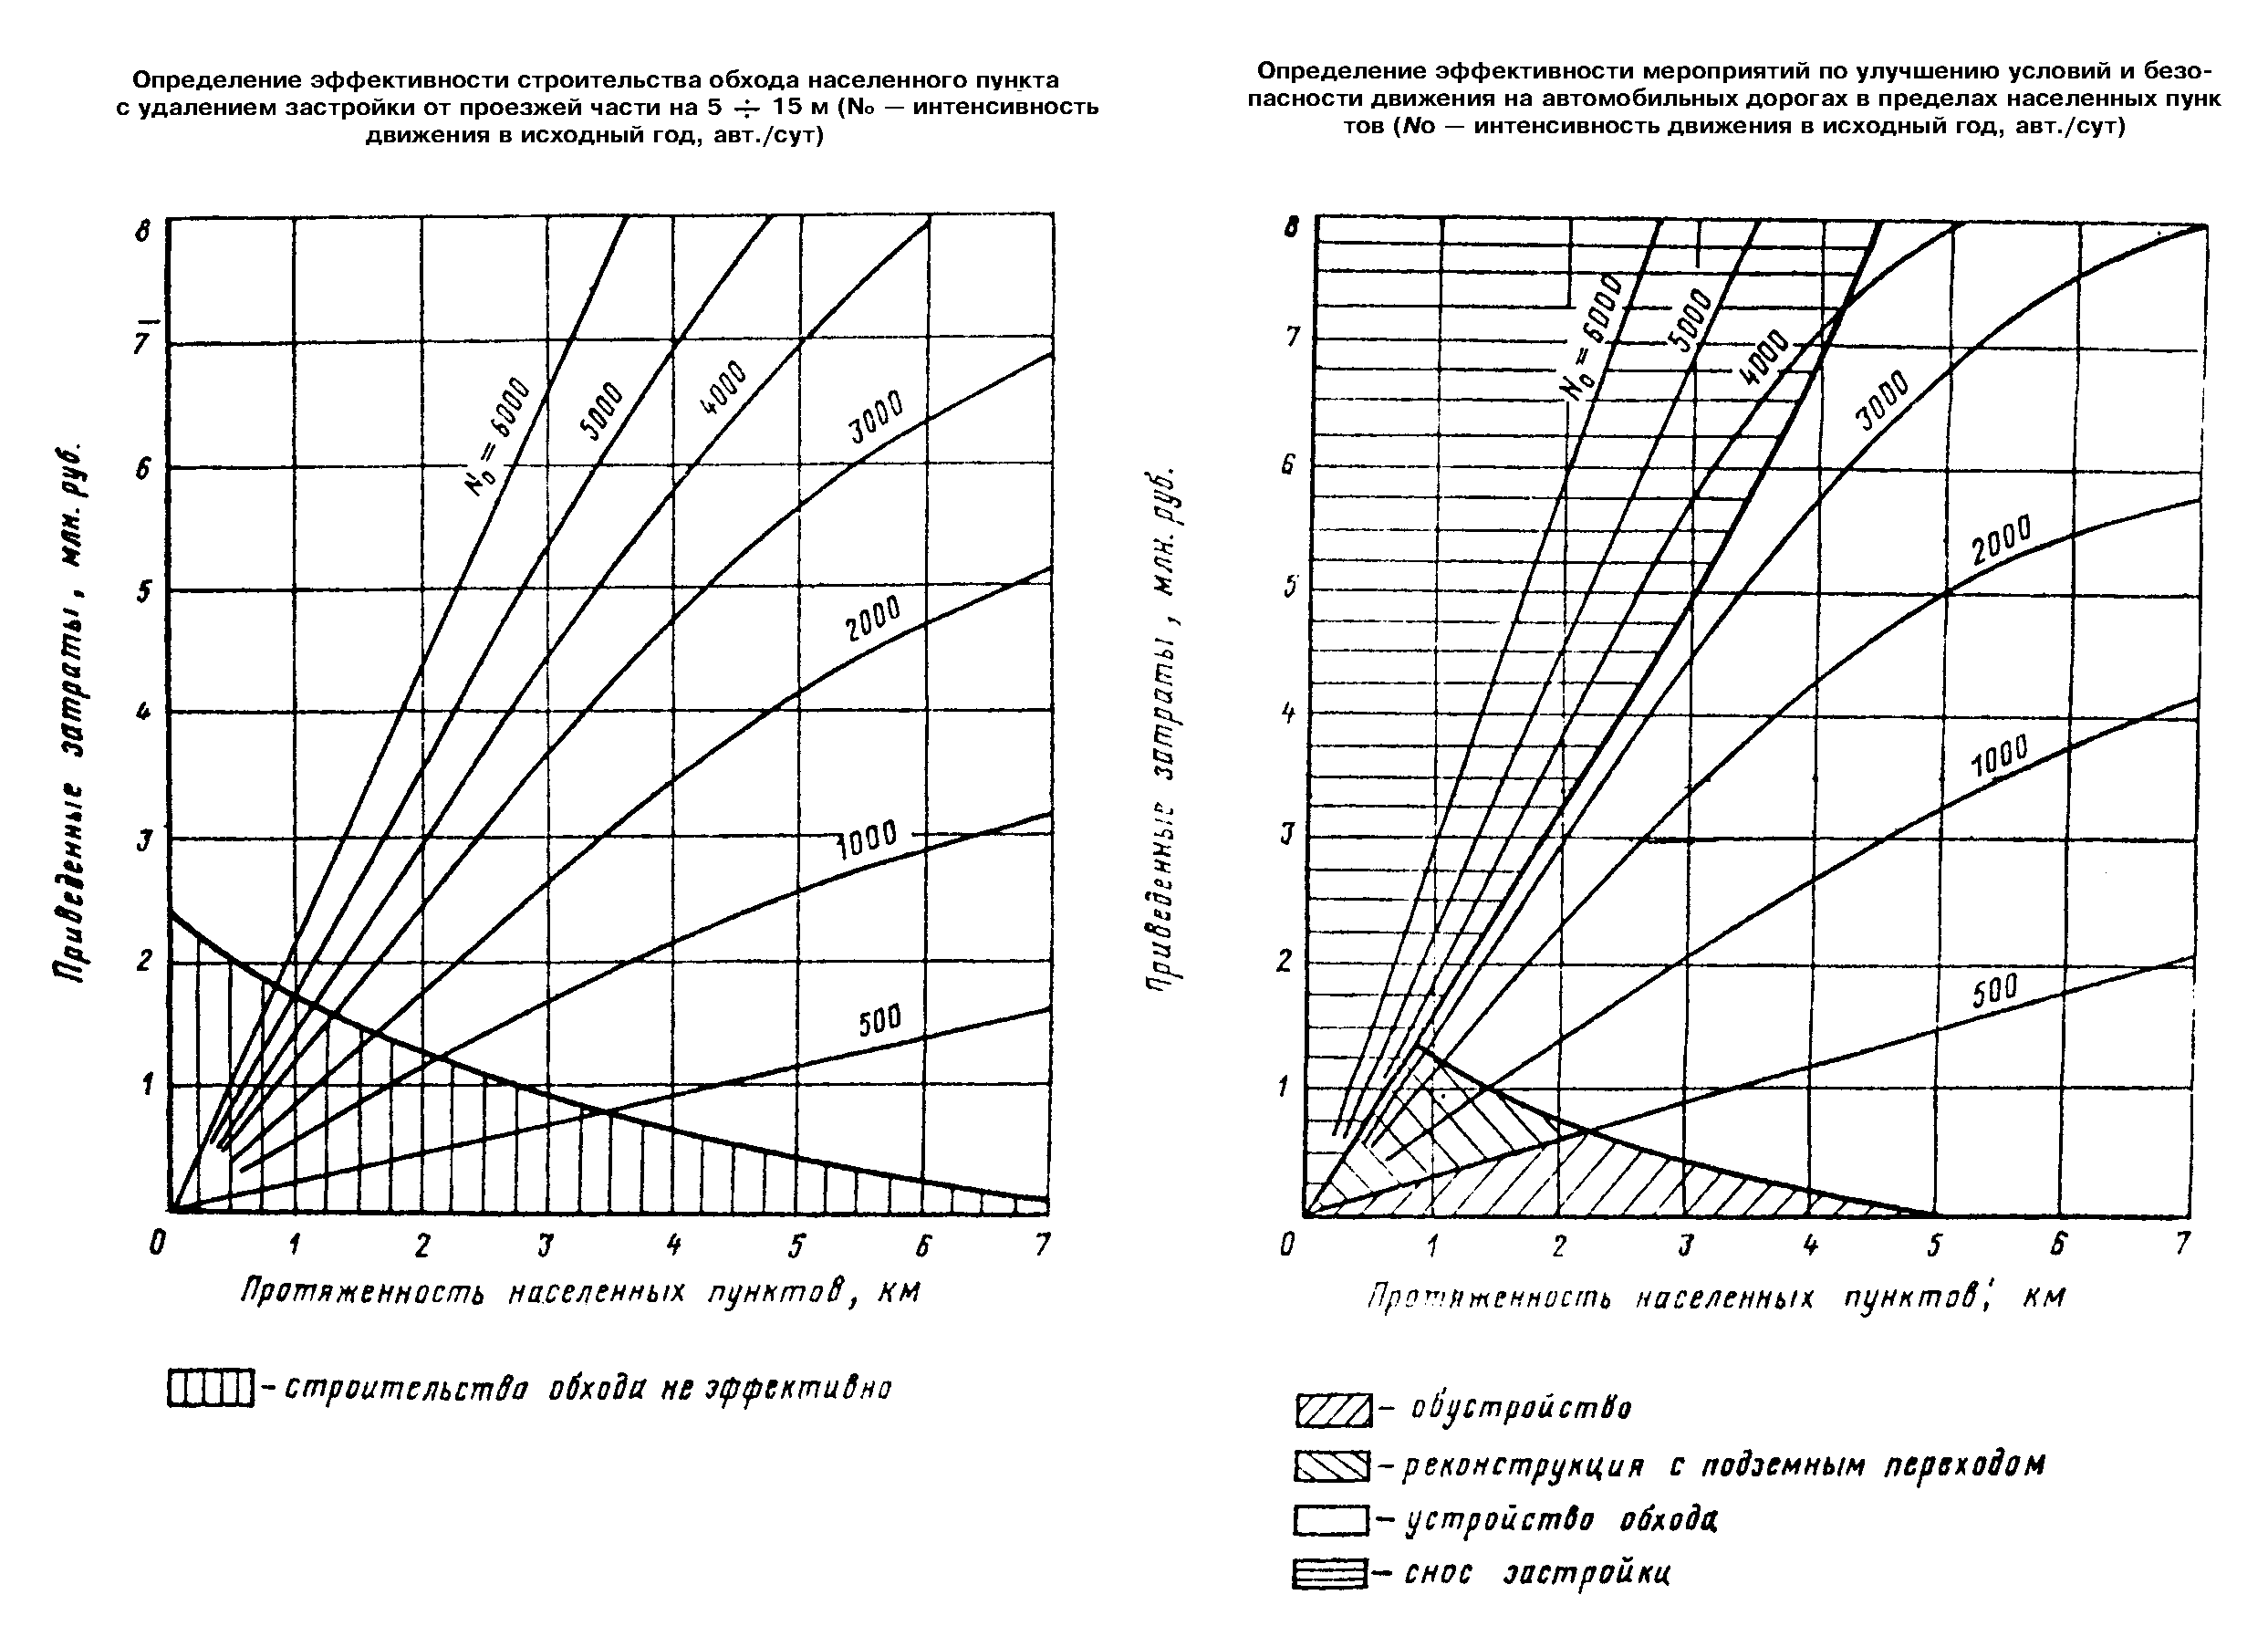 Определение эффективности строительства обхода населенного пункта
с удалением застройки от проезжей части на 5 ÷ 15 м (No — интенсивность
движения в исходный год, авт./сут)
8
7
6
5
4
3
2
1
0 1 2 3 4 5 6 7
N₀ = 6000
5000
4000
3000
2000
1000
500
Приведенные затраты, млн. руб.
Протяженность населенных пунктов, км
– строительства обхода не эффективно
Определение эффективности мероприятий по улучшению условий и безо-
пасности движения на автомобильных дорогах в пределах населенных пунк
тов (No — интенсивность движения в исходный год, авт./сут)
8
7
6
5
4
3
2
1
0 1 2 3 4 5 6 7
N₀ = 6000
5000
4000
3000
2000
1000
500
Приведенные затраты, млн. руб.
Протяженность населенных пунктов, км
– обустройство
– реконструкция с подземным переходом
– устройство обхода
– снос застройки